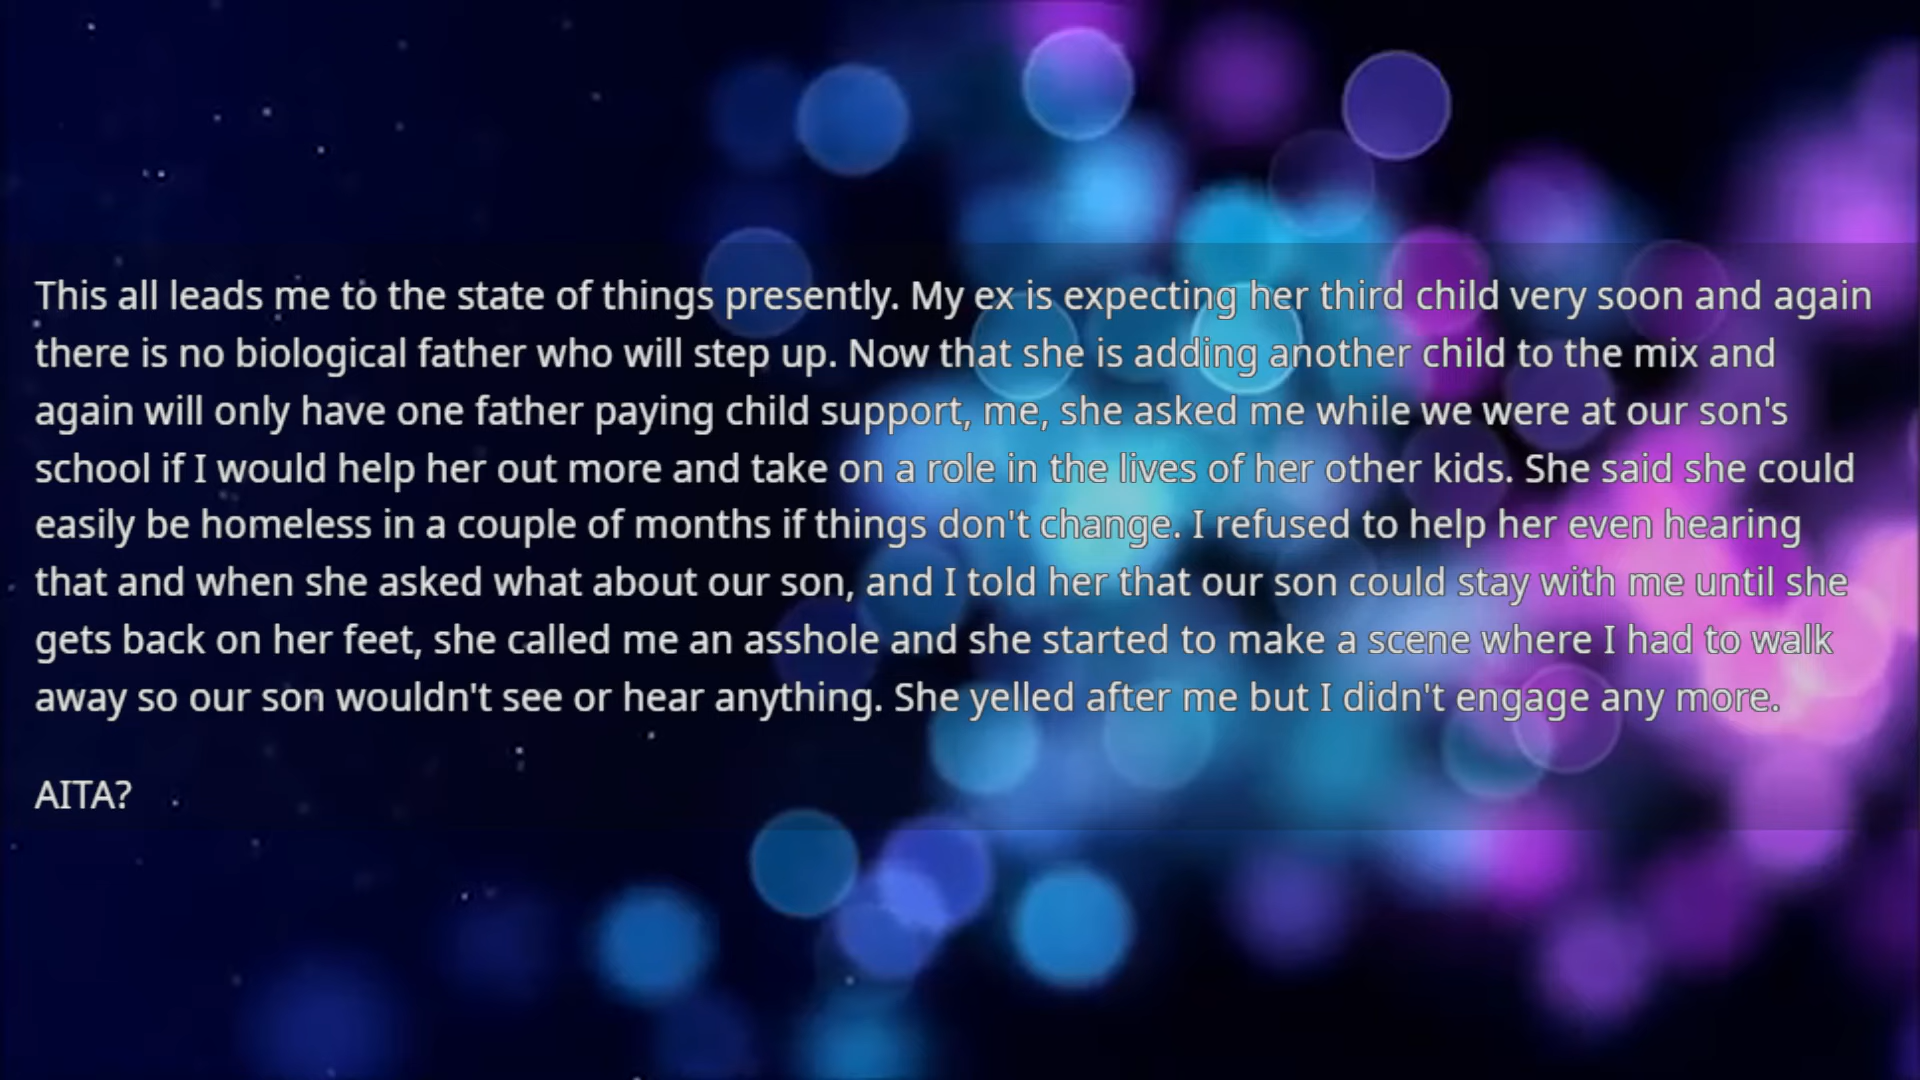 This all leads me to the state of things presently. My ex is expecting her third child very soon and again
there is no biological father who will step up. Now that she is adding another child to the mix and
again will only have one father paying child support, me, she asked me while we were at our son's
school if I would help her out more and take on a role in the lives of her other kids. She said she could
easily be homeless in a couple of months if things don't change. I refused to help her even hearing
that and when she asked what about our son, and I told her that our son could stay with me until she
gets back on her feet, she called me an asshole and she started to make a scene where I had to walk
away so our son wouldn't see or hear anything. She yelled after me but I didn't engage any more.
AITA?